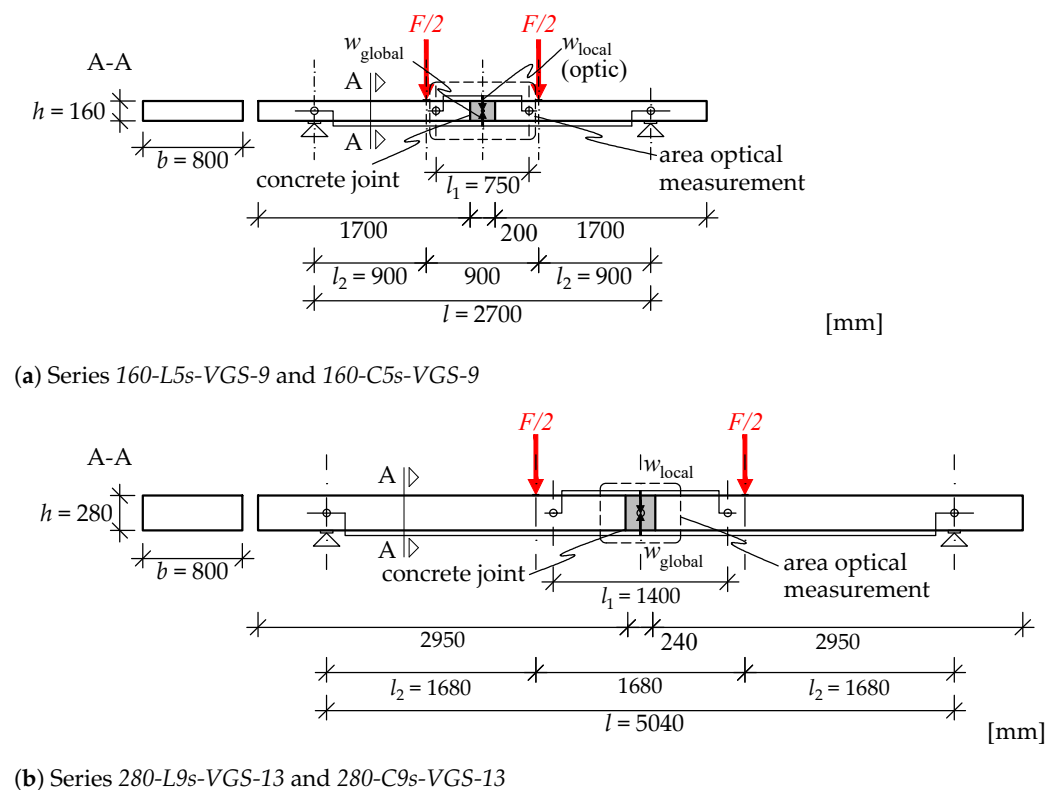 F/2
F/2
w_global
w_local
(optic)
A-A
A
h = 160
A
b = 800
concrete joint
l_1 = 750
area optical
measurement
1700
200
1700
l_2 = 900
900
l_2 = 900
l = 2700
[mm]
(a) Series 160-L5s-VGS-9 and 160-C5s-VGS-9
F/2
F/2
A-A
A
w_local
h = 280
A
w_global
b = 800
concrete joint
area optical
measurement
l_1 = 1400
2950
240
2950
l_2 = 1680
1680
l_2 = 1680
l = 5040
[mm]
(b) Series 280-L9s-VGS-13 and 280-C9s-VGS-13